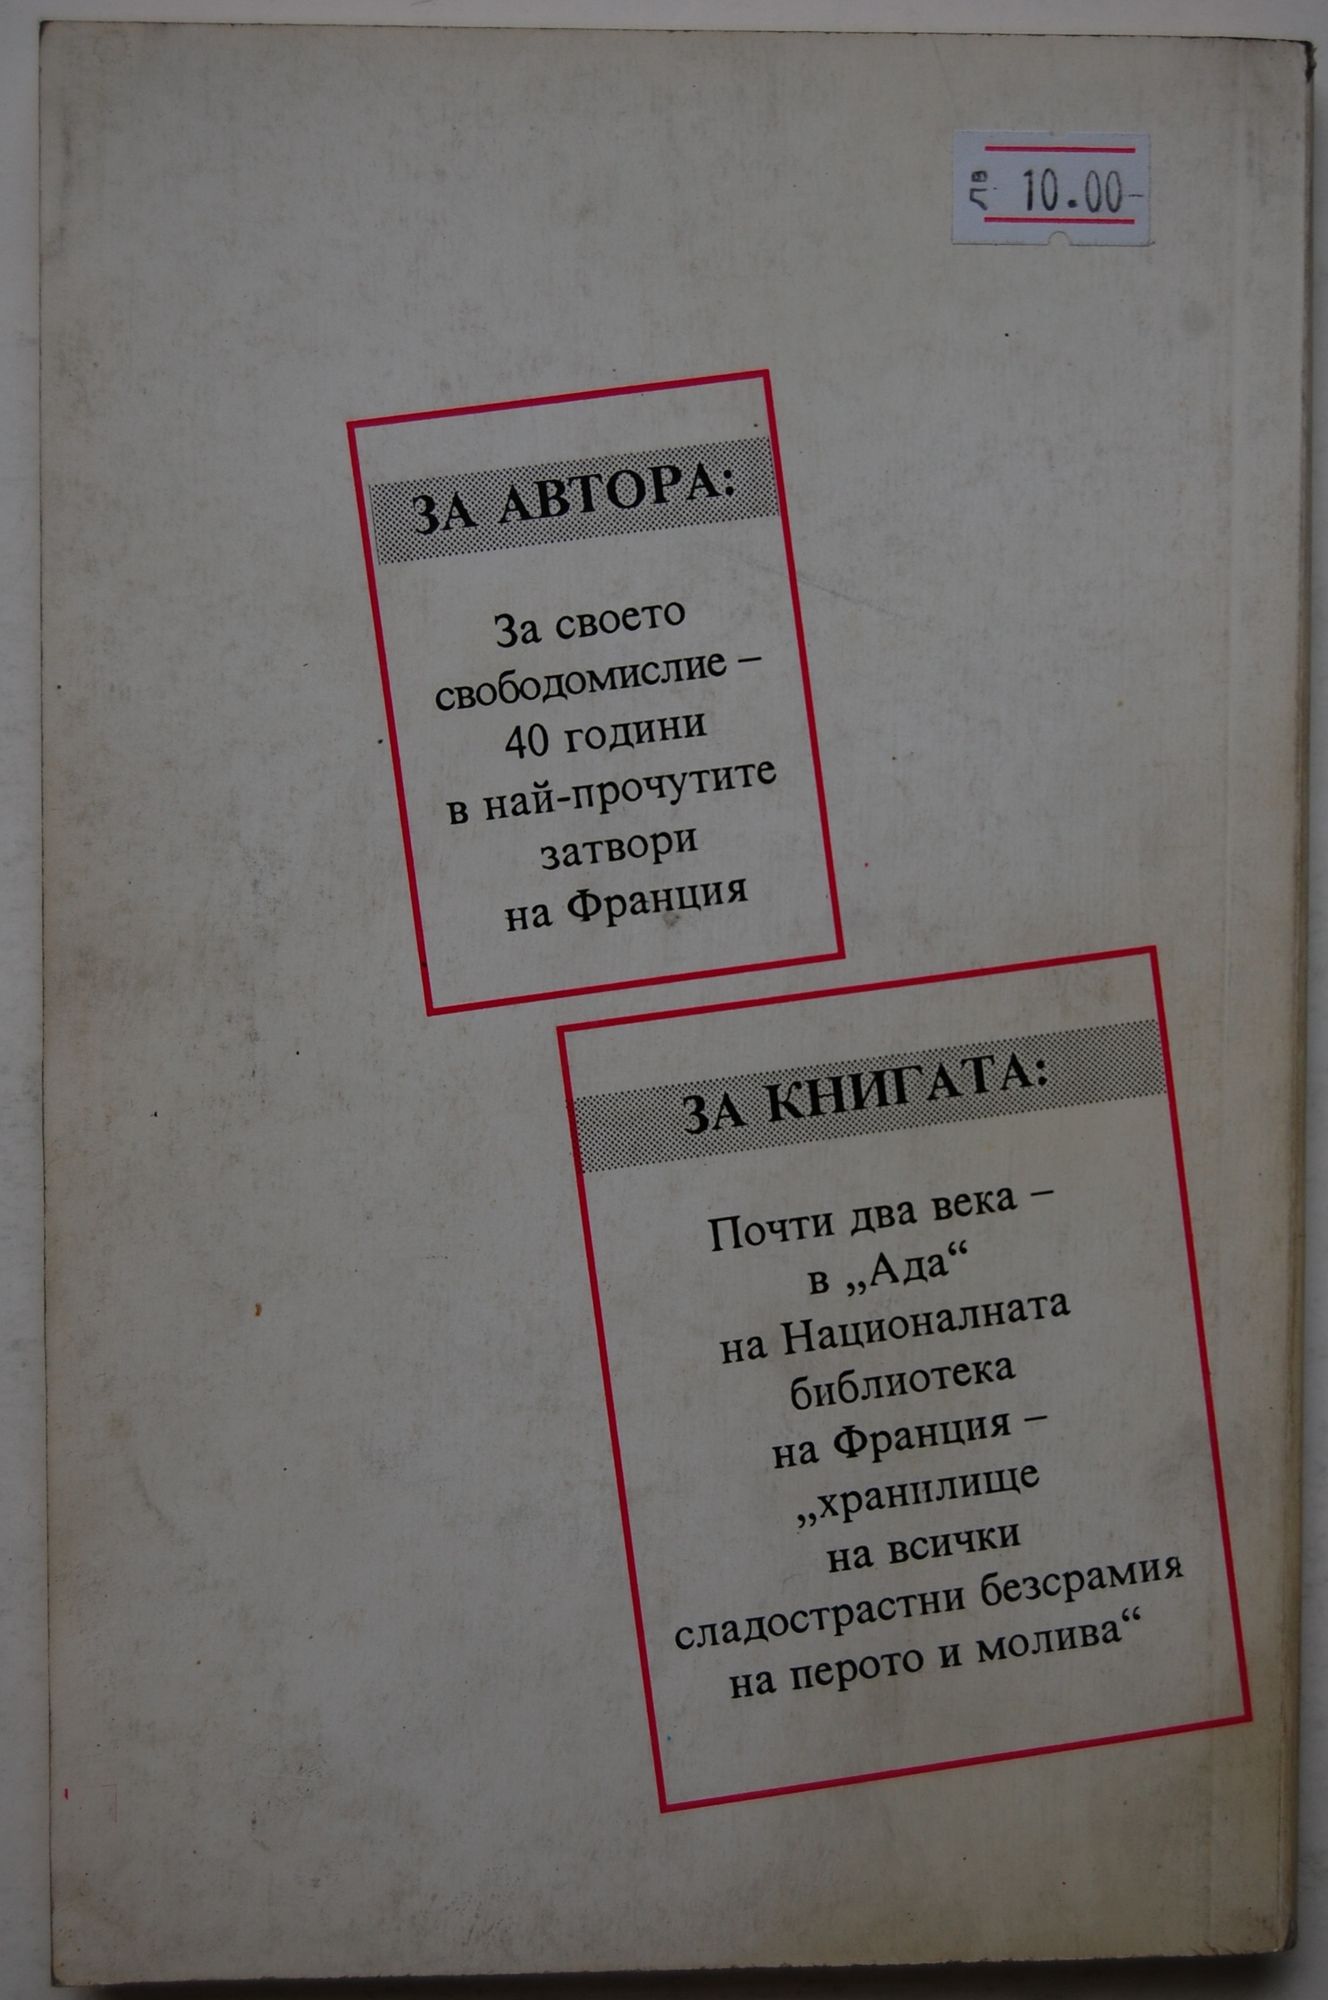 лв 10.00
ЗА АВТОРА:
За своето
свободомислие –
40 години
в най-прочутите
затвори
на Франция
ЗА КНИГАТА:
Почти два века –
в „Ада“
на Националната
библиотека
на Франция –
„хранилище
на всички
сладострастни безсрамия
на перото и молива“